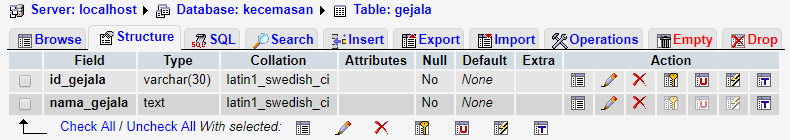 Server: localhost Database: kecemasan Table: gejala
Browse Structure SQL Search Insert Export Import Operations Empty Drop
Field Type Collation Attributes Null Default Extra Action
id_gejala varchar(30) latin1_swedish_ci No None
nama_gejala text latin1_swedish_ci No None
Check All / Uncheck All With selected: